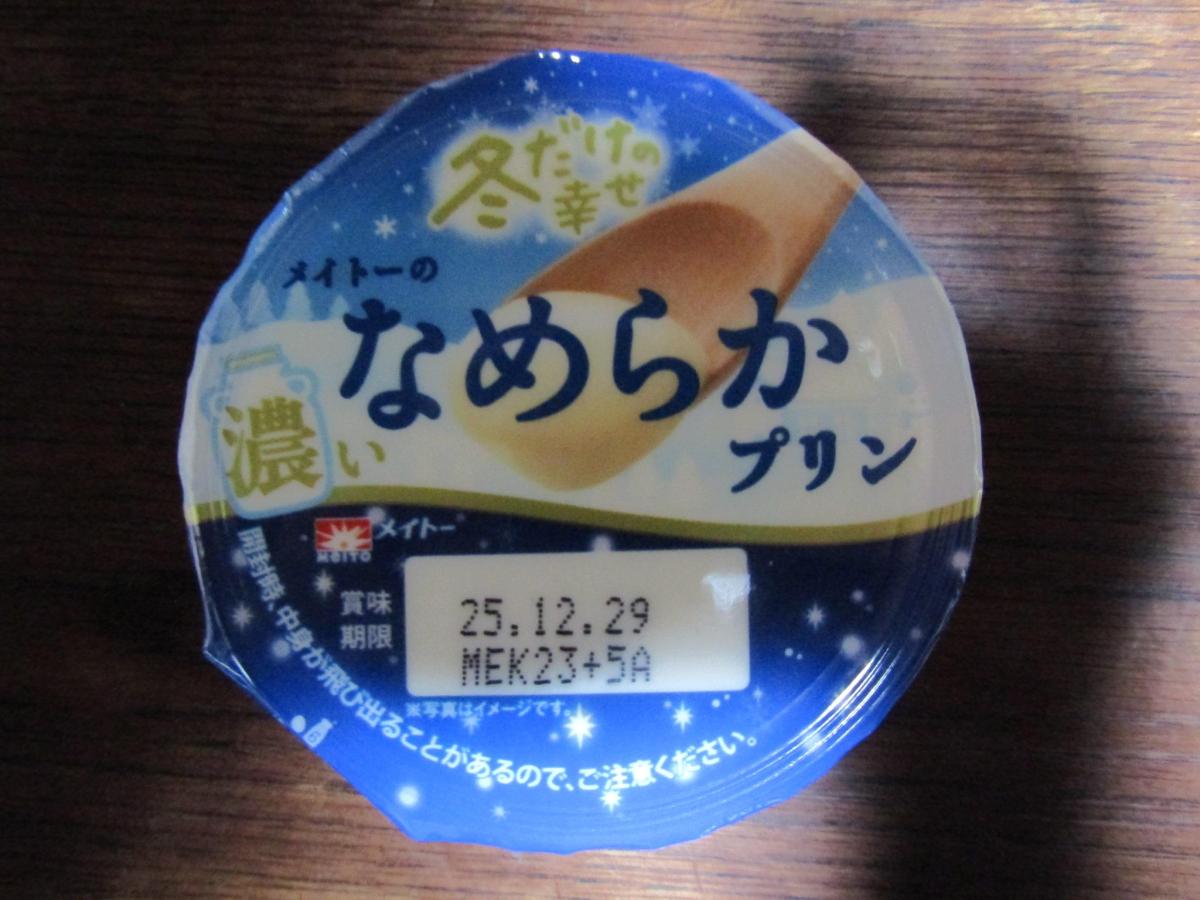 冬だけの
幸せ
メイトーの
なめらか
プリン
濃い
MEITO
メイトー
賞味
期限
25.12.29
MEK23+5A
※写真はイメージです。
開封時、中身が飛び出ることがあるので、ご注意ください。